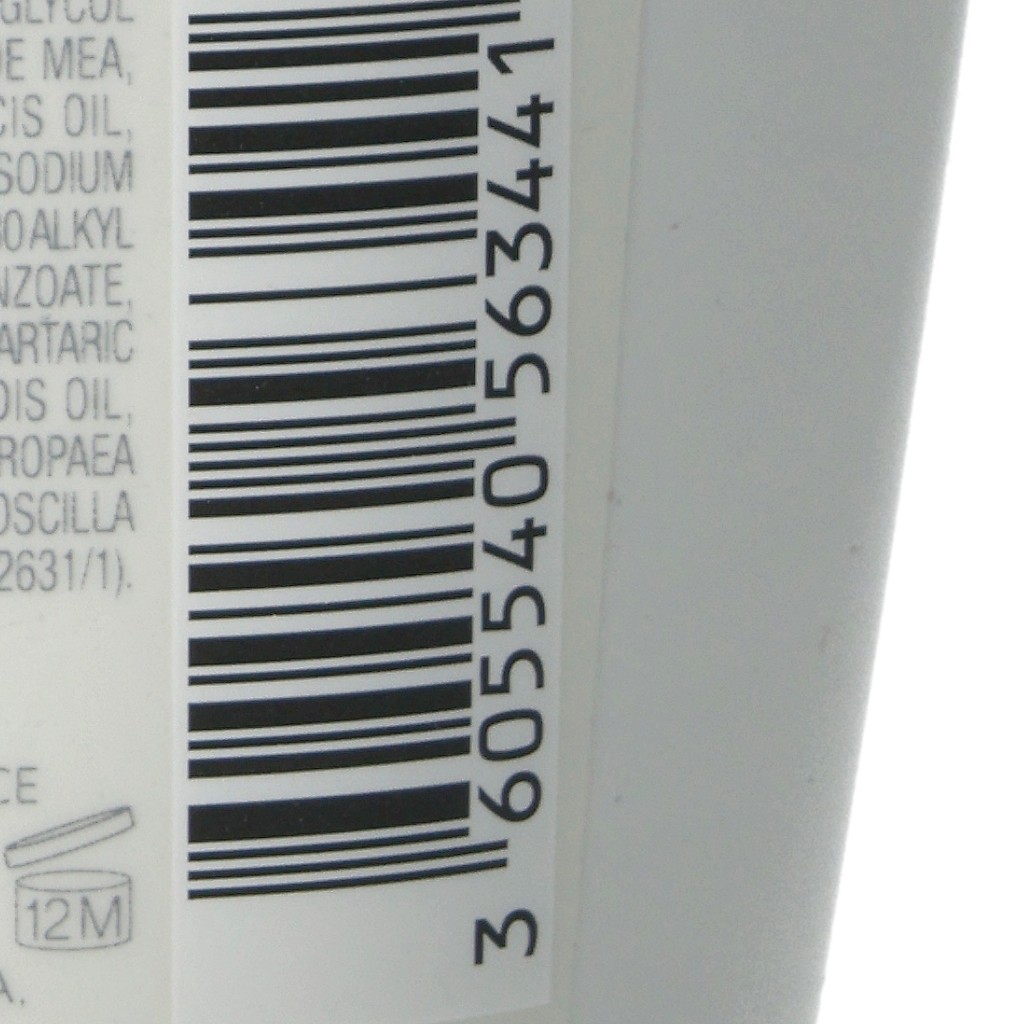 GLYCOL
DE MEA,
CIS OIL,
SODIUM
ALKYL
NZOATE,
ARTARIC
DIS OIL,
ROPAEA
OSCILLA
2631/1).
CE
12M
A.
3 605540 563441